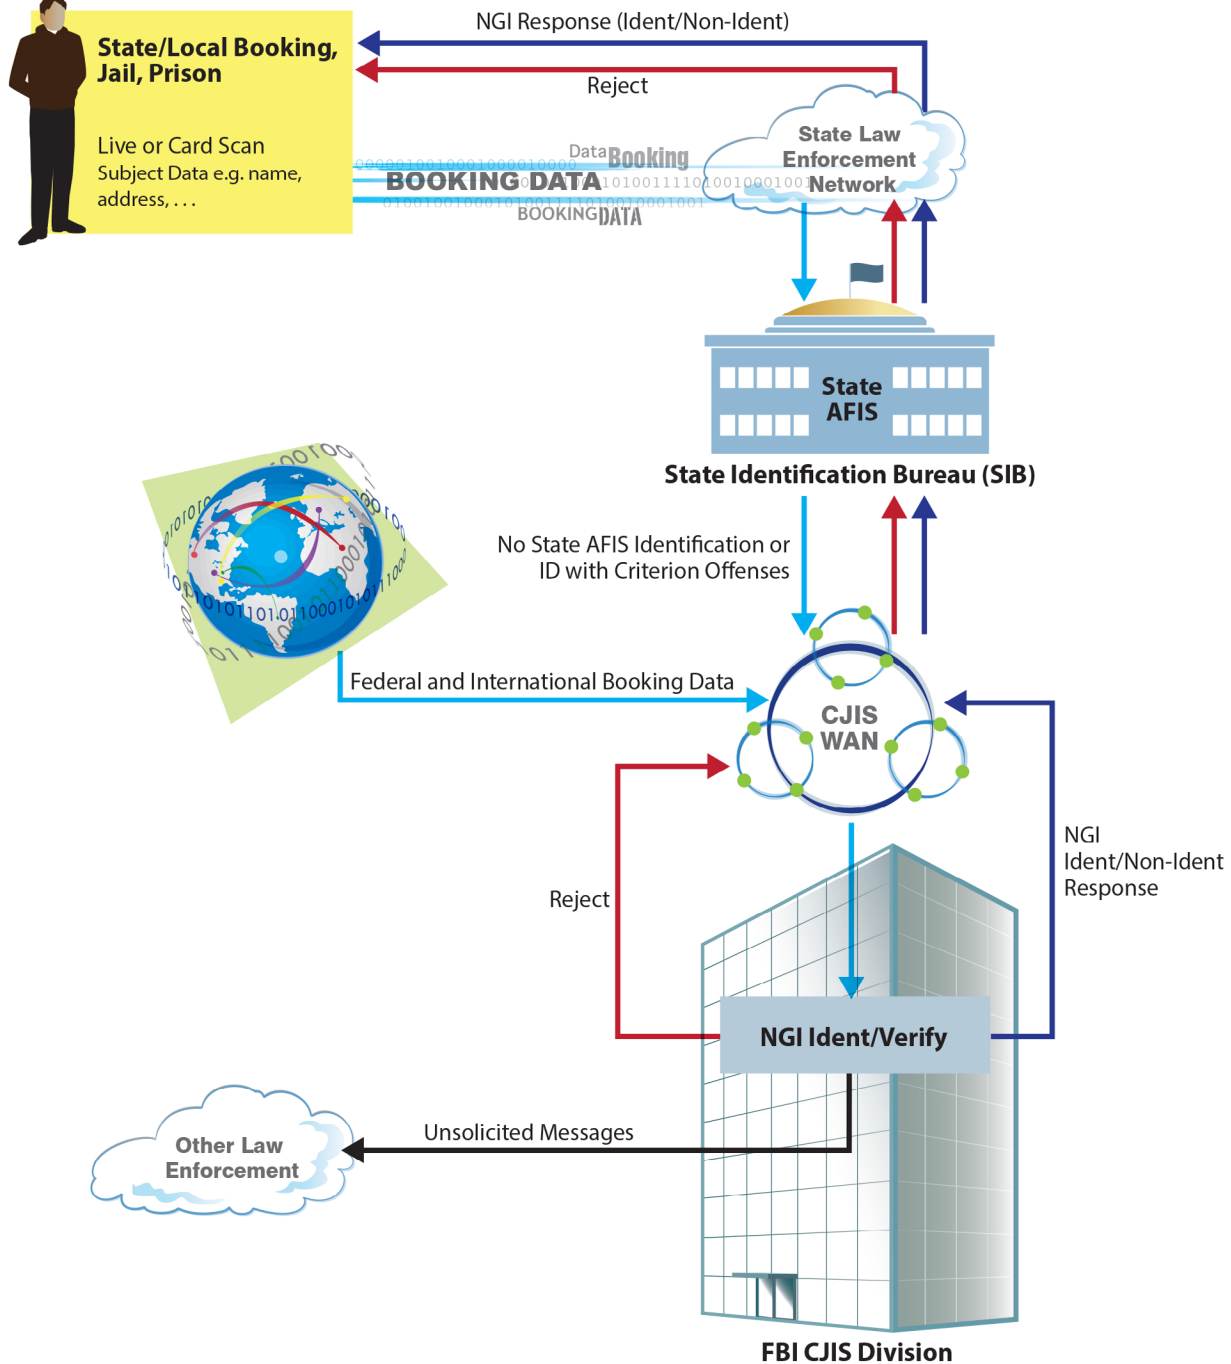 NGI Response (Ident/Non-Ident)
State/Local Booking,
Jail, Prison
Reject
Live or Card Scan
Subject Data e.g. name,
address, . . .
Data Booking
BOOKING DATA
BOOKING DATA
State Law
Enforcement
Network
State
AFIS
State Identification Bureau (SIB)
No State AFIS Identification or
ID with Criterion Offenses
Federal and International Booking Data
CJIS
WAN
NGI
Ident/Non-Ident
Response
Reject
NGI Ident/Verify
Unsolicited Messages
Other Law
Enforcement
FBI CJIS Division